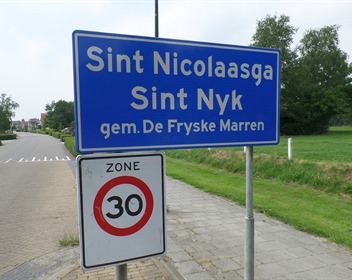 Sint Nicolaasga
Sint Nyk
gem. De Fryske Marren
ZONE
30